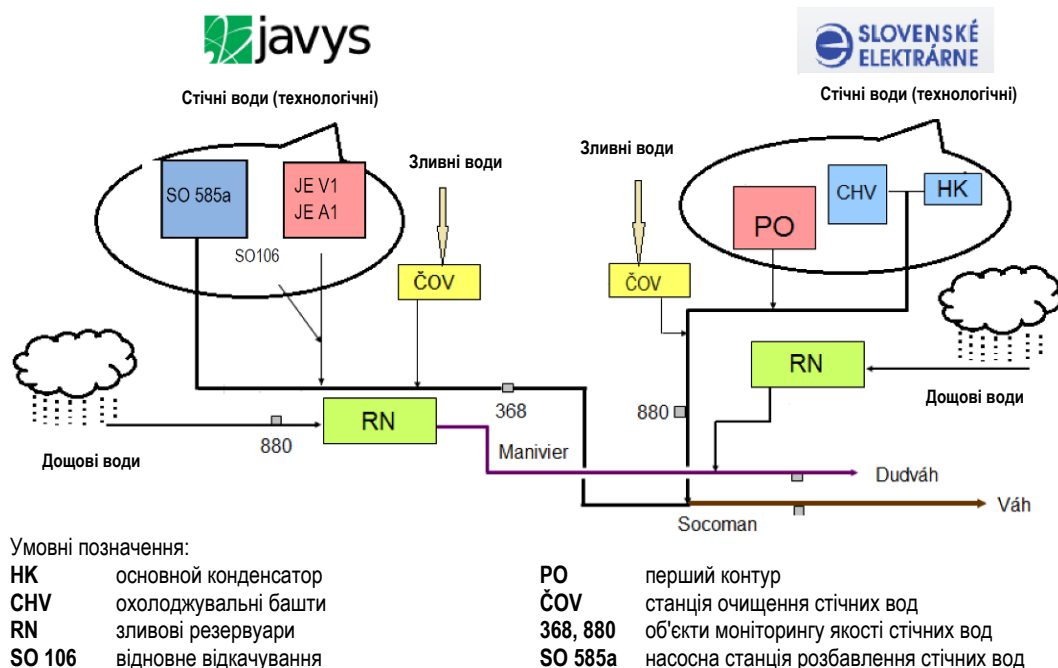 javys
SLOVENSKÉ
ELEKTRÁRNE
Стічні води (технологічні)
Стічні води (технологічні)
Зливні води
Зливні води
SO 585a
JE V1
JE A1
SO106
ČOV
ČOV
PO
CHV
HK
RN
RN
Дощові води
Дощові води
368
880
880
Manivier
Dudváh
Socoman
Váh
Умовні позначення:
HK основной конденсатор
CHV охолоджувальні башти
RN зливові резервуари
SO 106 відновне відкачування
PO перший контур
ČOV станція очищення стічних вод
368, 880 об'єкти моніторингу якості стічних вод
SO 585a насосна станція розбавлення стічних вод